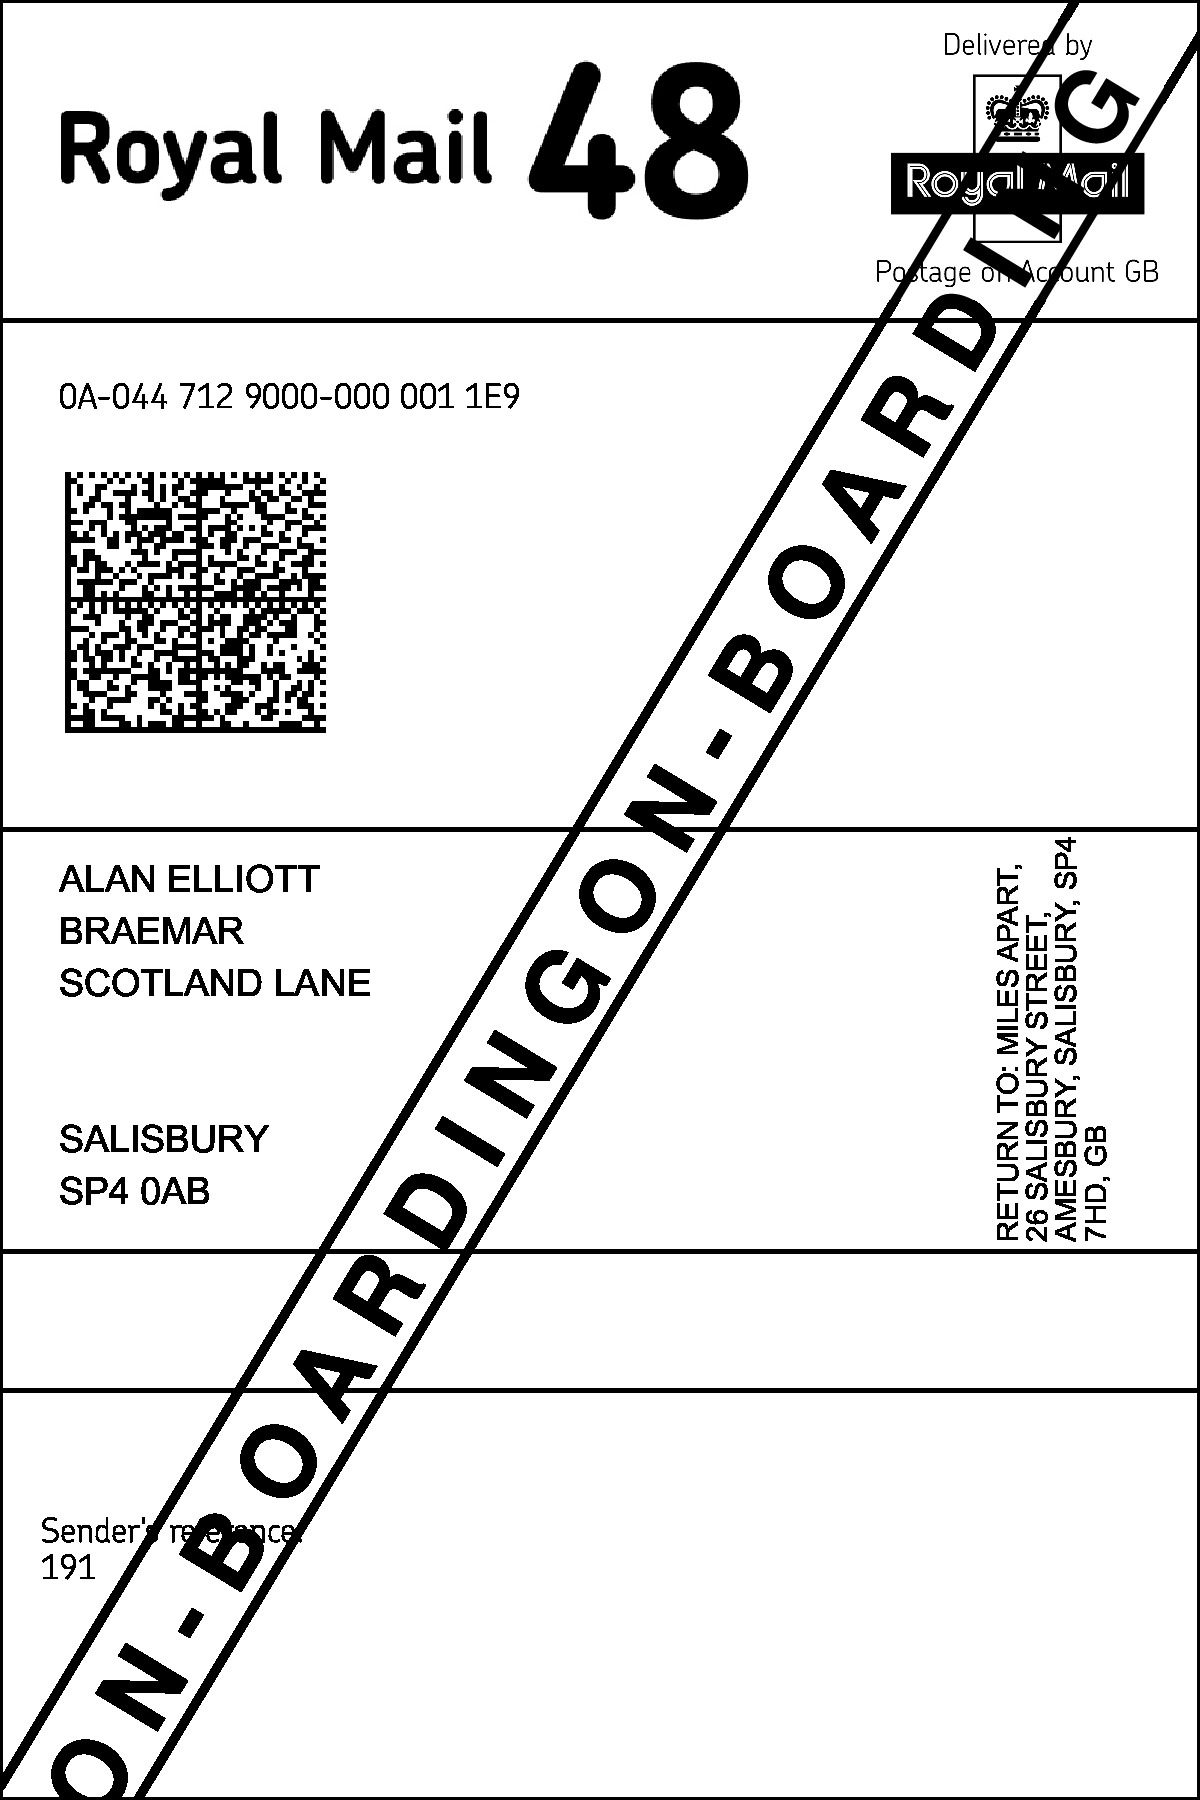 Delivered by
Royal Mail 48
Royal Mail
Postage on Account GB
0A-044 712 9000-000 001 1E9
ALAN ELLIOTT
BRAEMAR
SCOTLAND LANE
SALISBURY
SP4 0AB
RETURN TO: MILES APART,
26 SALISBURY STREET,
AMESBURY, SALISBURY, SP4
7HD, GB
Sender's reference:
191
ON-BOARDINGON-BOARDING